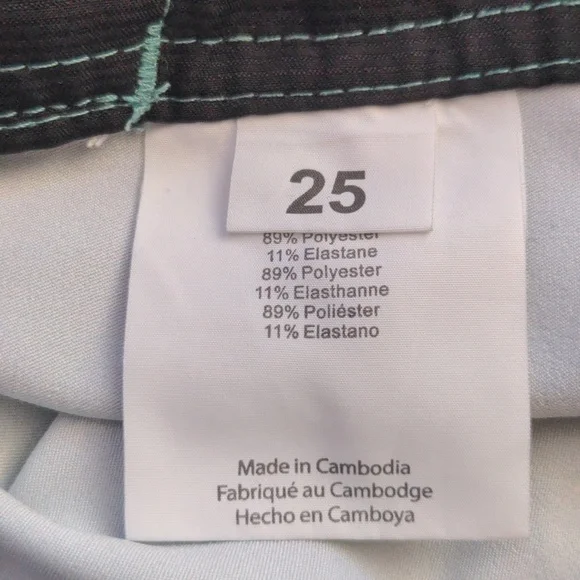 25
89% Polyester
11% Elastane
89% Polyester
11% Elasthanne
89% Poliéster
11% Elastano
Made in Cambodia
Fabriqué au Cambodge
Hecho en Camboya